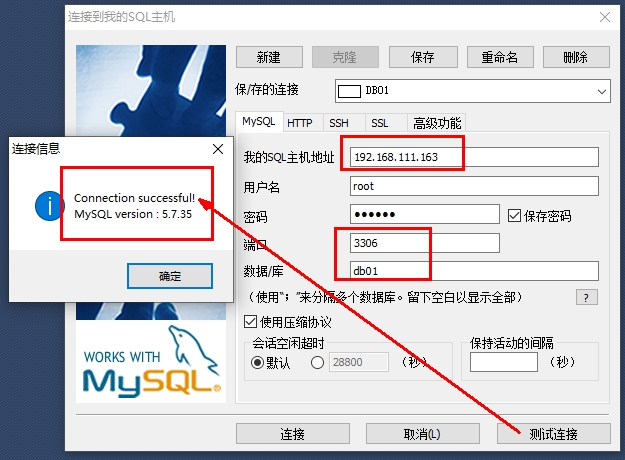 连接到我的SQL主机
新建 克隆 保存 重命名 删除
保/存的连接 DB01
MySQL HTTP SSH SSL 高级功能
我的SQL主机地址 192.168.111.163
用户名 root
密码 ●●●●●● 保存密码
端口 3306
数据/库 db01
（使用“；”来分隔多个数据库。留下空白以显示全部） ?
使用压缩协议
会话空闲超时 保持活动的间隔
默认 28800 （秒） （秒）
连接 取消(L) 测试连接
连接信息
Connection successful!
MySQL version : 5.7.35
确定
WORKS WITH
MySQL®